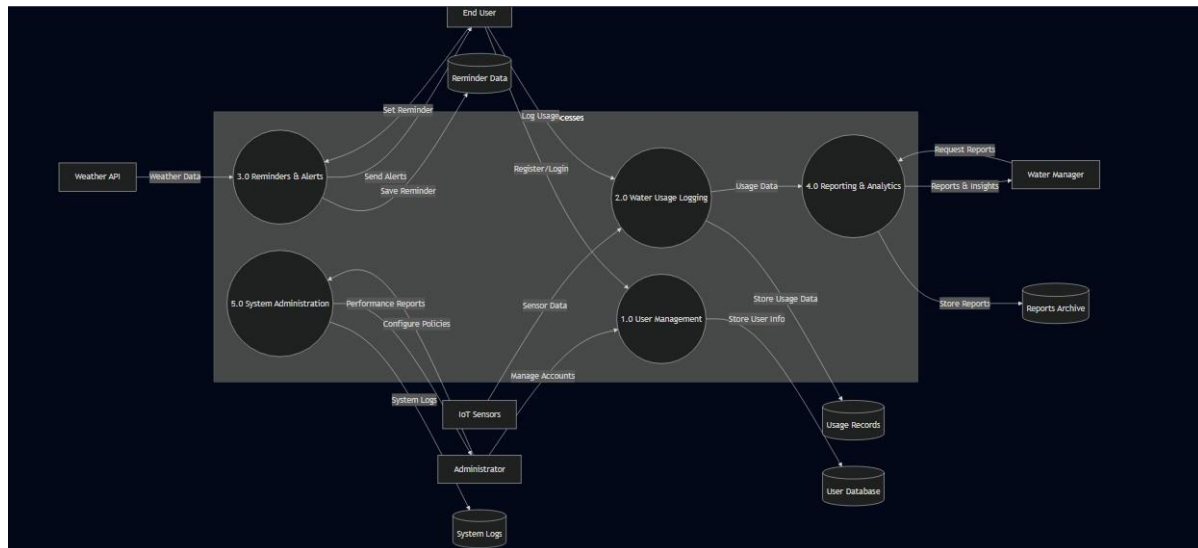 End User
Reminder Data
Set Reminder
Log Usage
cesses
Weather API
Weather Data
3.0 Reminders & Alerts
Send Alerts
Save Reminder
Register/Login
2.0 Water Usage Logging
Usage Data
4.0 Reporting & Analytics
Request Reports
Reports & Insights
Water Manager
5.0 System Administration
Performance Reports
Configure Policies
Sensor Data
1.0 User Management
Store Usage Data
Store User Info
Store Reports
Reports Archive
Manage Accounts
System Logs
IoT Sensors
Usage Records
Administrator
User Database
System Logs